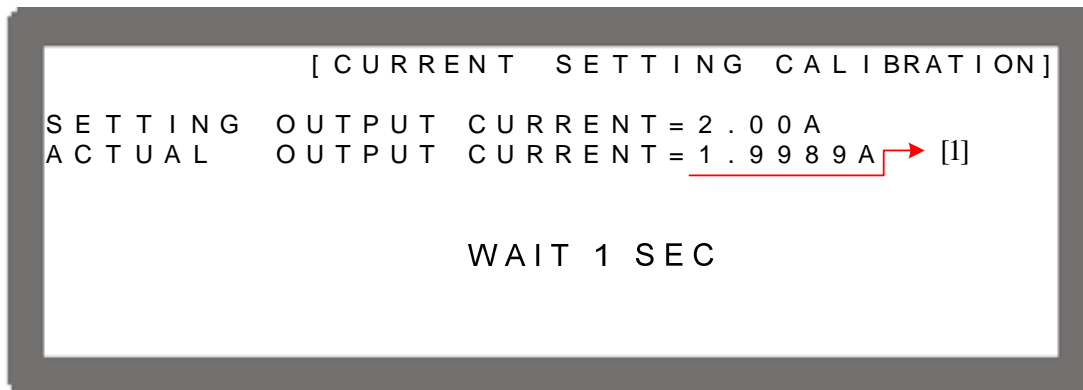 [CURRENT SETTING CALIBRATION]
SETTING OUTPUT CURRENT=2.00A
ACTUAL OUTPUT CURRENT=1.9989A [1]
WAIT 1 SEC